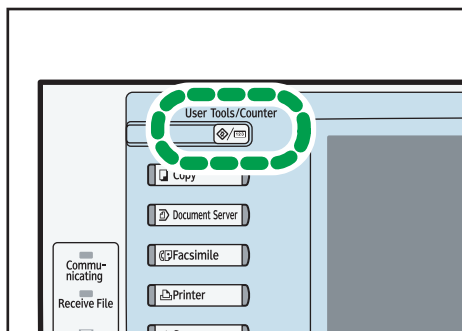 User Tools/Counter
Copy
Document Server
Facsimile
Printer
Commu-
nicating
Receive File